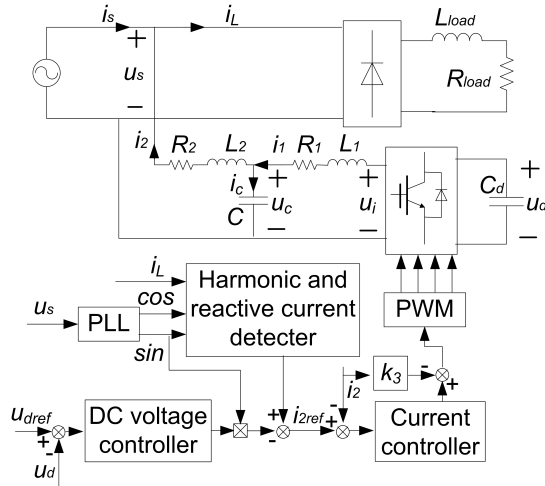 i_s
i_L
L_load
+
u_s
R_load
−
i_2
R_2
L_2
i_1
R_1
L_1
+
i_c
+
+
C_d
C
u_c
u_i
u_d
−
−
−
i_L
Harmonic and
reactive current
detecter
cos
u_s
PLL
PWM
sin
k_3
-
+
i_2
u_dref
+
-
u_d
DC voltage
controller
+
-
i_2ref
-
+
Current
controller